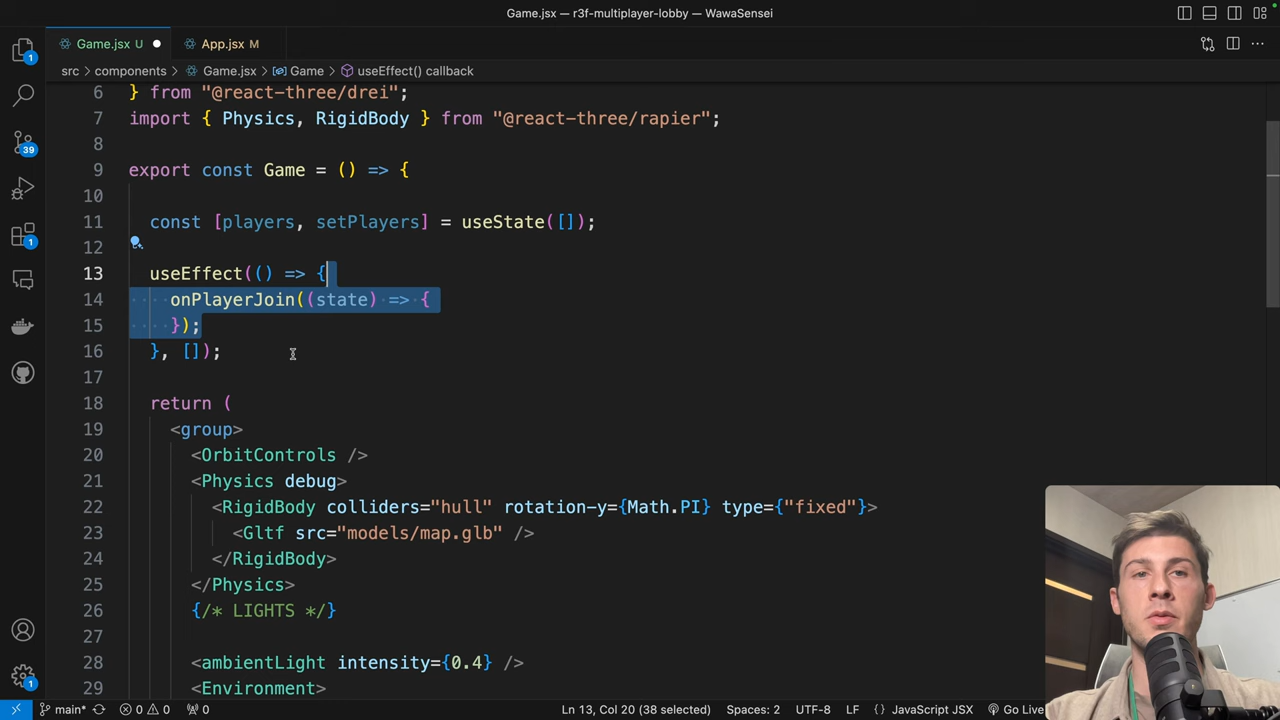 Game.jsx — r3f-multiplayer-lobby — WawaSensei
Game.jsx U
App.jsx M
src > components > Game.jsx > Game > useEffect() callback
6 } from "@react-three/drei";
7 import { Physics, RigidBody } from "@react-three/rapier";
8
9 export const Game = () => {
10
11 const [players, setPlayers] = useState([]);
12
13 useEffect(() => {
14 onPlayerJoin((state) => {
15 });
16 }, []);
17
18 return (
19 <group>
20 <OrbitControls />
21 <Physics debug>
22 <RigidBody colliders="hull" rotation-y={Math.PI} type={"fixed"}>
23 <Gltf src="models/map.glb" />
24 </RigidBody>
25 </Physics>
26 {/* LIGHTS */}
27
28 <ambientLight intensity={0.4} />
29 <Environment>
1
39
1
1
main* 0 0 0 Ln 13, Col 20 (38 selected) Spaces: 2 UTF-8 LF {} JavaScript JSX Go Live